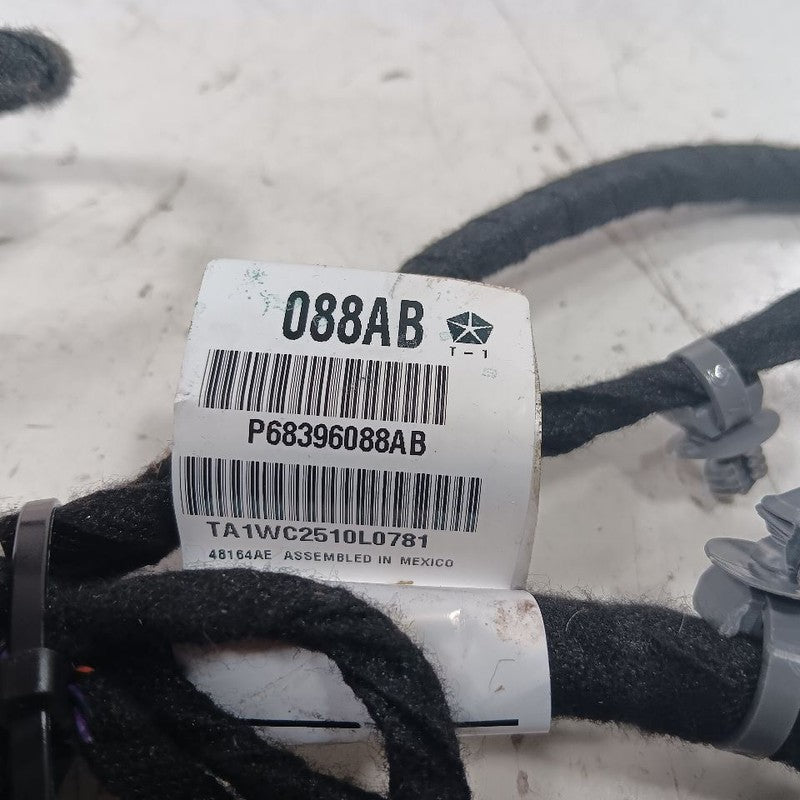 088AB
T-1
P68396088AB
TA1WC2510L0781
48164AE ASSEMBLED IN MEXICO